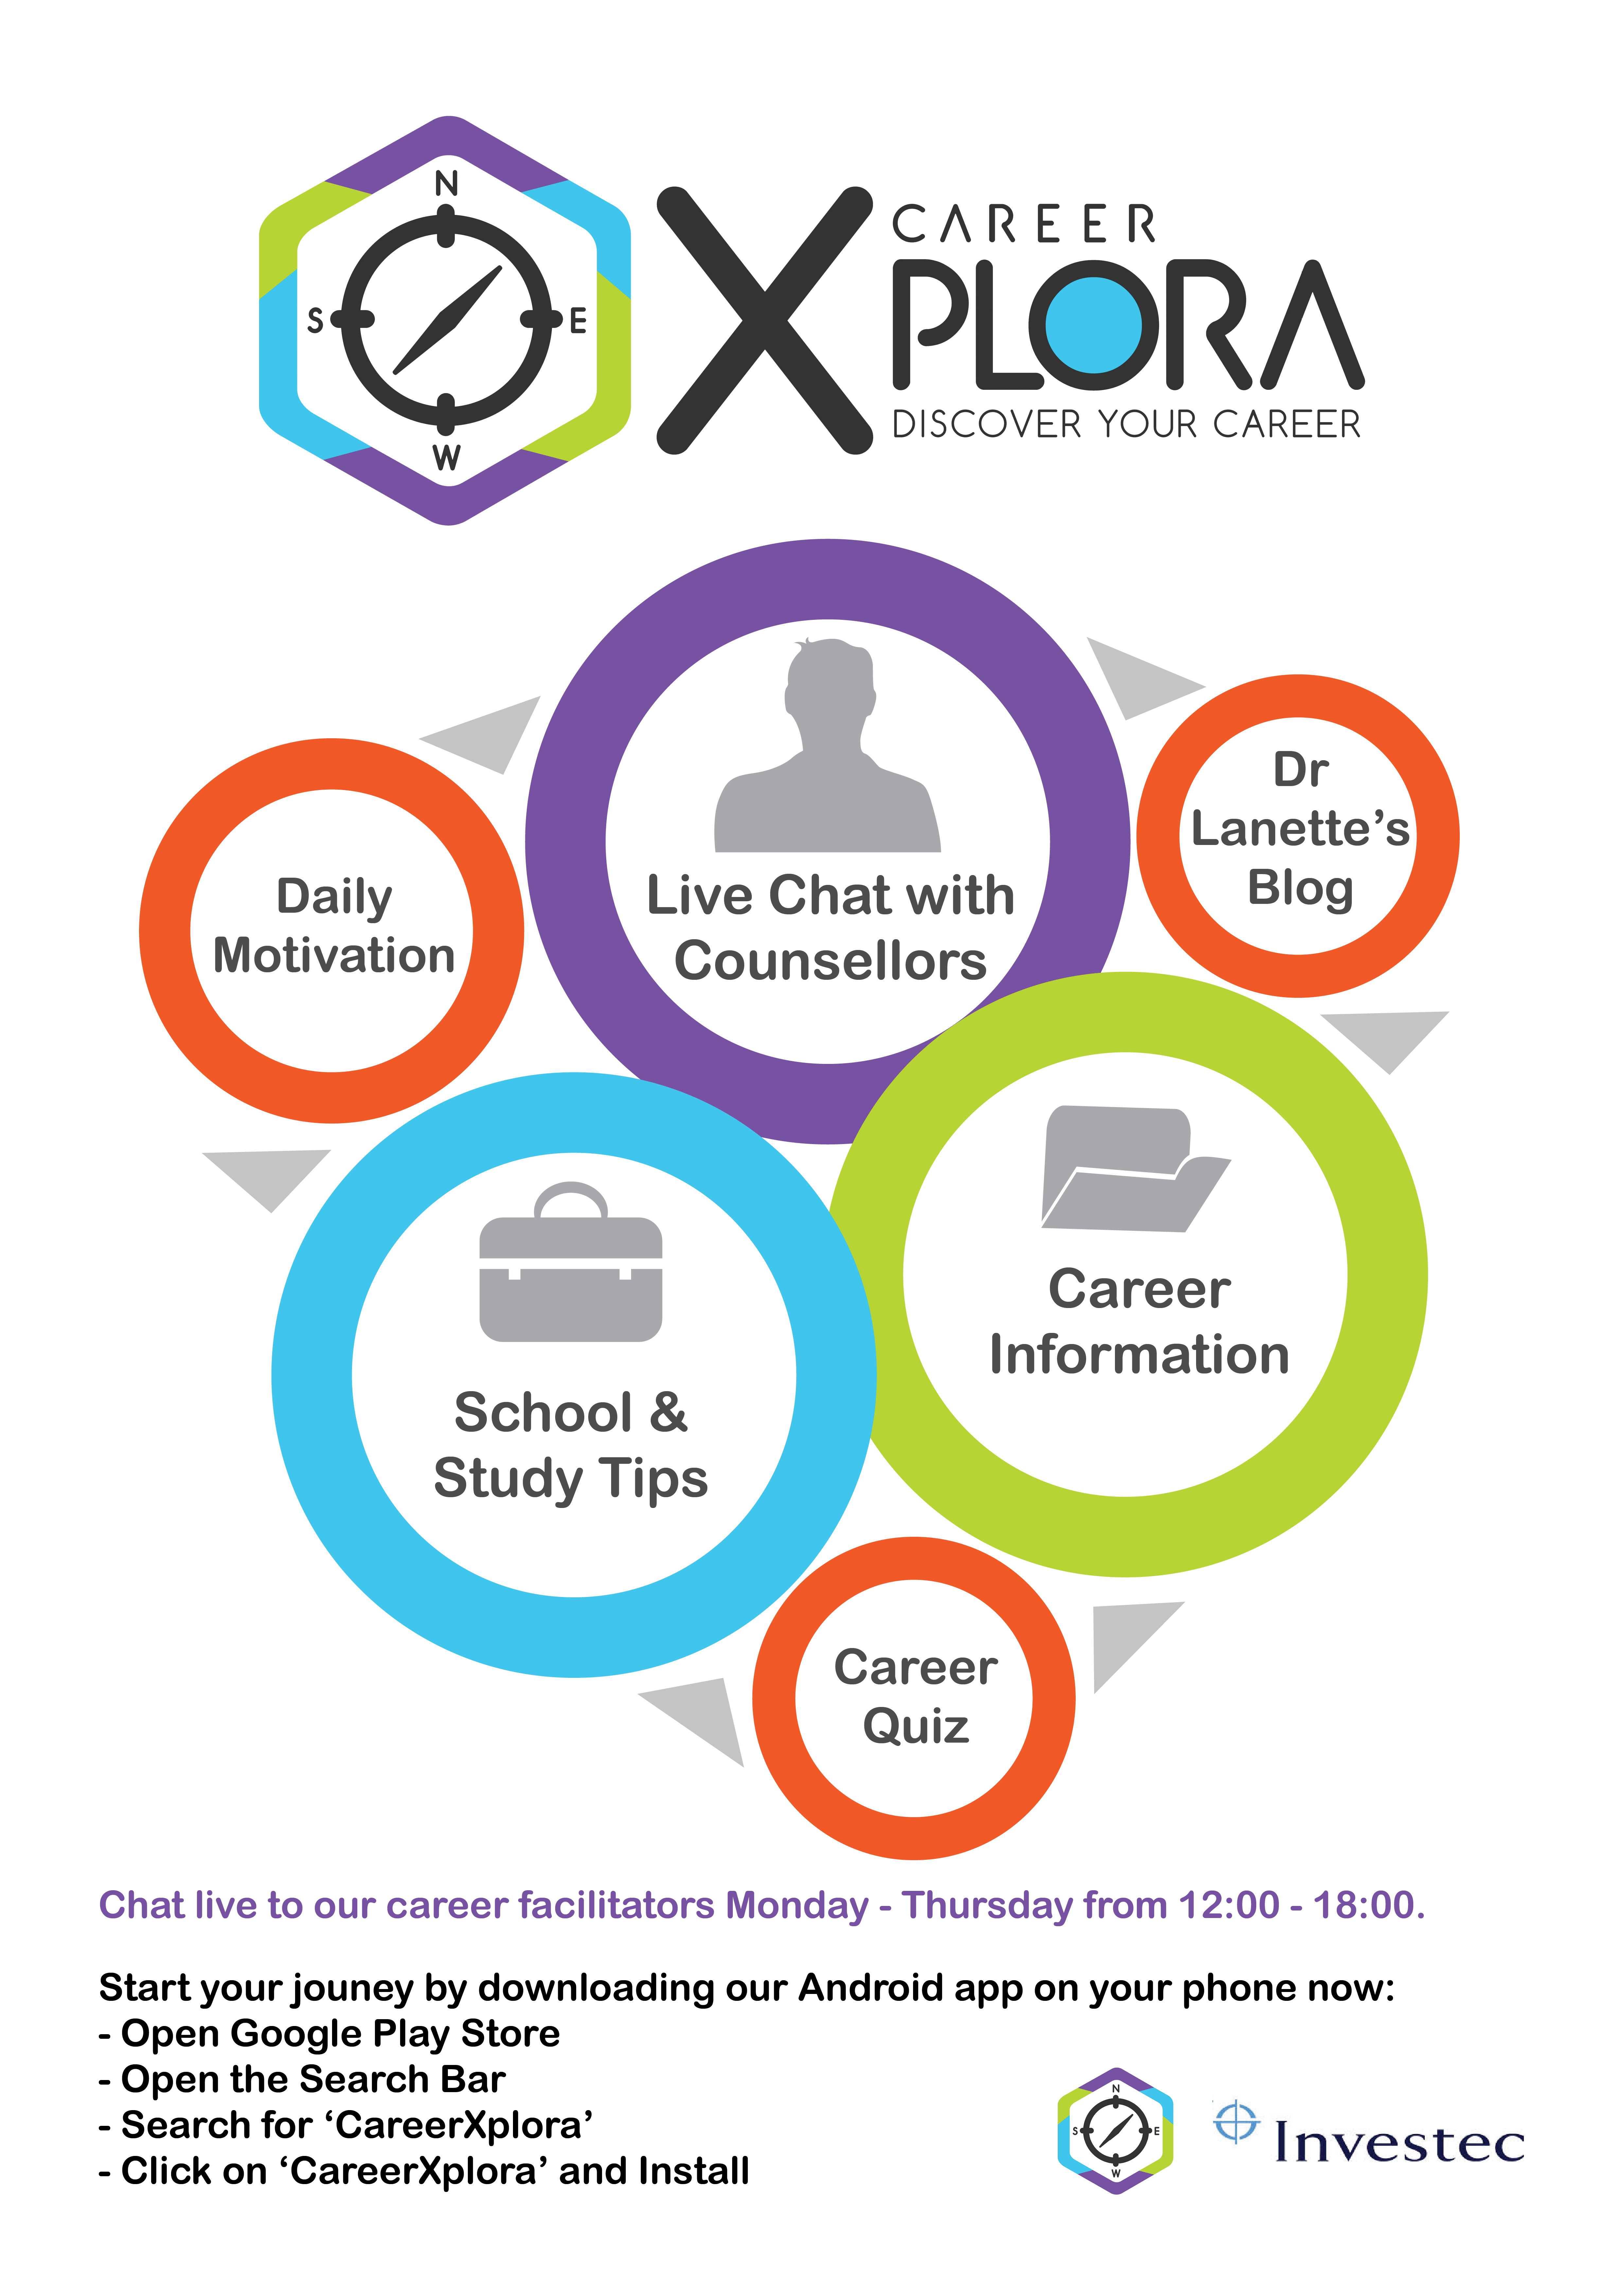 N
S
E
W
X
CAREER
PLORA
DISCOVER YOUR CAREER
Live Chat with
Counsellors
Dr
Lanette’s
Blog
Daily
Motivation
Career
Information
School &
Study Tips
Career
Quiz
Chat live to our career facilitators Monday - Thursday from 12:00 - 18:00.
Start your jouney by downloading our Android app on your phone now:
- Open Google Play Store
- Open the Search Bar
- Search for ‘CareerXplora’
- Click on ‘CareerXplora’ and Install
N
S
E
W
Investec